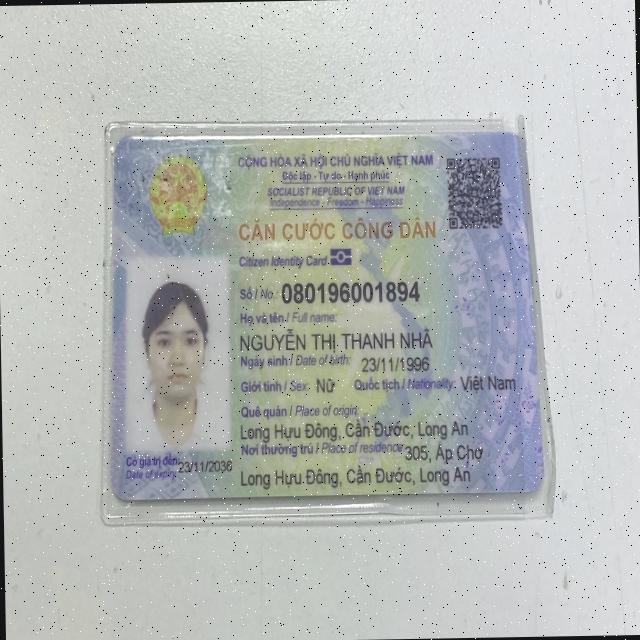 CỘNG HÒA XÃ HỘI CHỦ NGHĨA VIỆT NAM
Độc lập - Tự do - Hạnh phúc
SOCIALIST REPUBLIC OF VIET NAM
Independence - Freedom - Happiness
CĂN CƯỚC CÔNG DÂN
Citizen Identity Card
Số / No.: 080196001894
Họ và tên / Full name:
NGUYỄN THỊ THANH NHÃ
Ngày sinh / Date of birth: 23/11/1996
Giới tính / Sex: Nữ Quốc tịch / Nationality: Việt Nam
Quê quán / Place of origin:
Long Hựu Đông, Cần Đước, Long An
Nơi thường trú / Place of residence: 305, Ấp Chợ
Long Hựu Đông, Cần Đước, Long An
Có giá trị đến: 23/11/2036
Date of expiry: